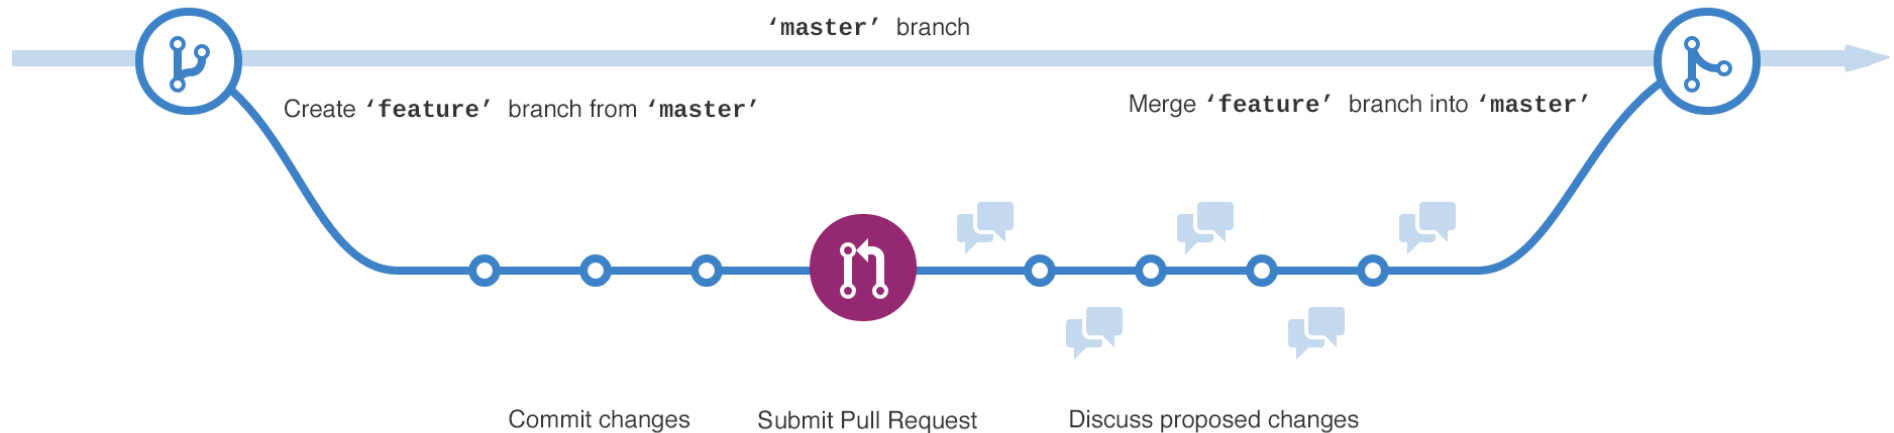 ‘master’ branch
Create ‘feature’ branch from ‘master’
Merge ‘feature’ branch into ‘master’
Commit changes
Submit Pull Request
Discuss proposed changes